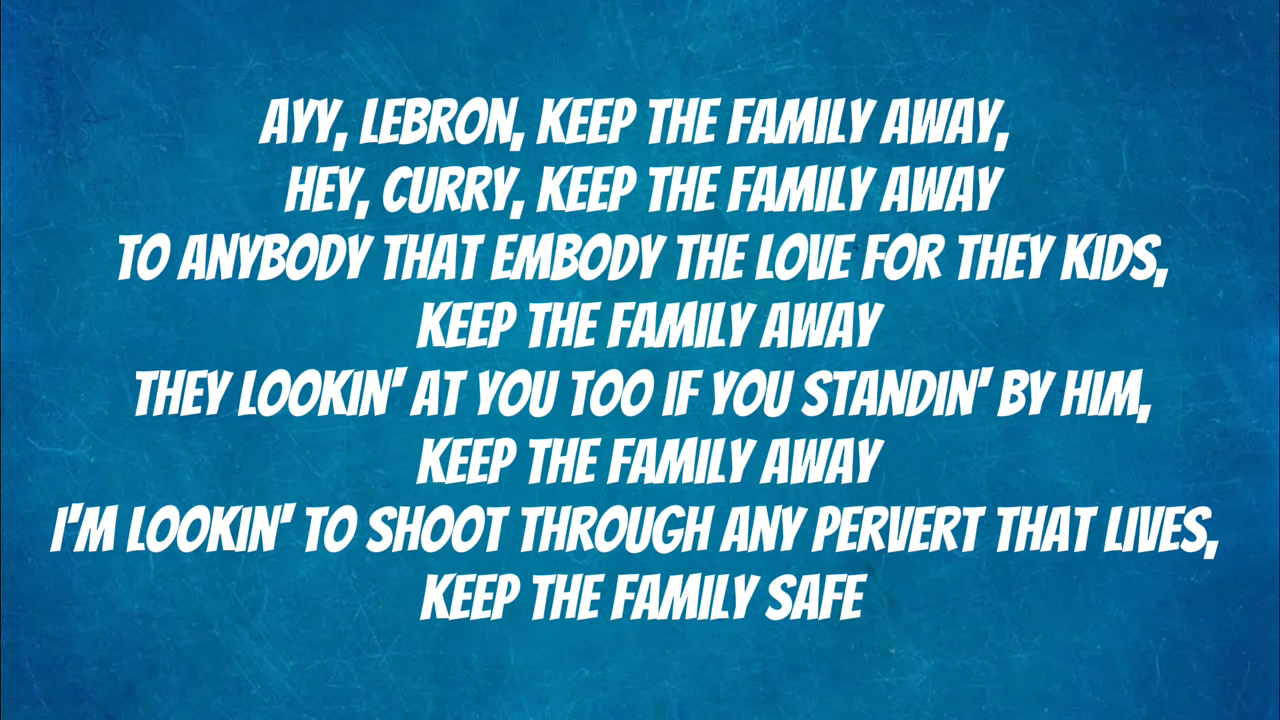 AYY, LEBRON, KEEP THE FAMILY AWAY,
HEY, CURRY, KEEP THE FAMILY AWAY
TO ANYBODY THAT EMBODY THE LOVE FOR THEY KIDS,
KEEP THE FAMILY AWAY
THEY LOOKIN' AT YOU TOO IF YOU STANDIN' BY HIM,
KEEP THE FAMILY AWAY
I'M LOOKIN' TO SHOOT THROUGH ANY PERVERT THAT LIVES,
KEEP THE FAMILY SAFE